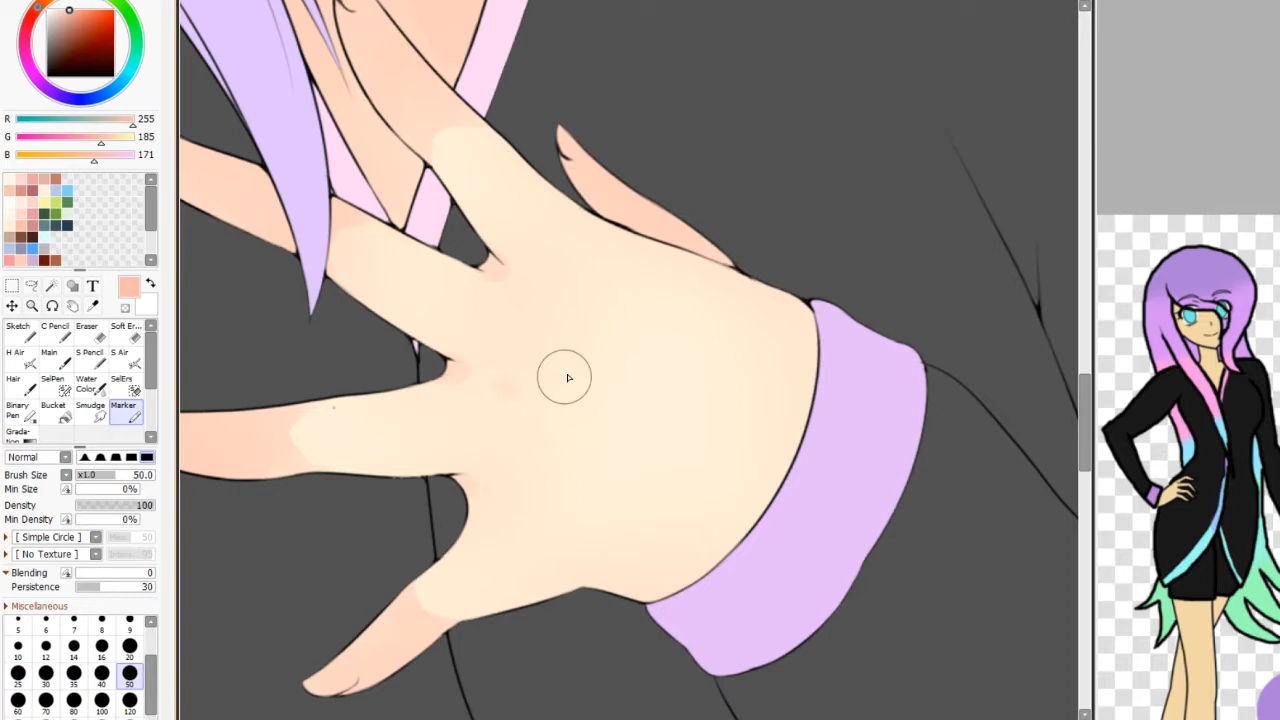 R 255
G 185
B 171
T
Sketch C Pencil Eraser Soft Er...
H Air Main S Pencil S Air
Hair SelPen Water Color... SelErs
Binary Pen Bucket Smudge Marker
Grada-
Normal
Brush Size x1.0 50.0
Min Size 0%
Density 100
Min Density 0%
[ Simple Circle ] 50
[ No Texture ] 95
Blending 0
Persistence 30
Miscellaneous
5 6 7 8 9
10 12 14 16 20
25 30 35 40 50
60 70 80 100 120